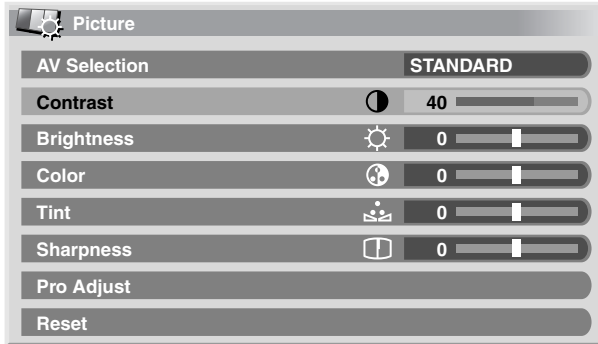 Picture
AV Selection STANDARD
Contrast 40
Brightness 0
Color 0
Tint 0
Sharpness 0
Pro Adjust
Reset